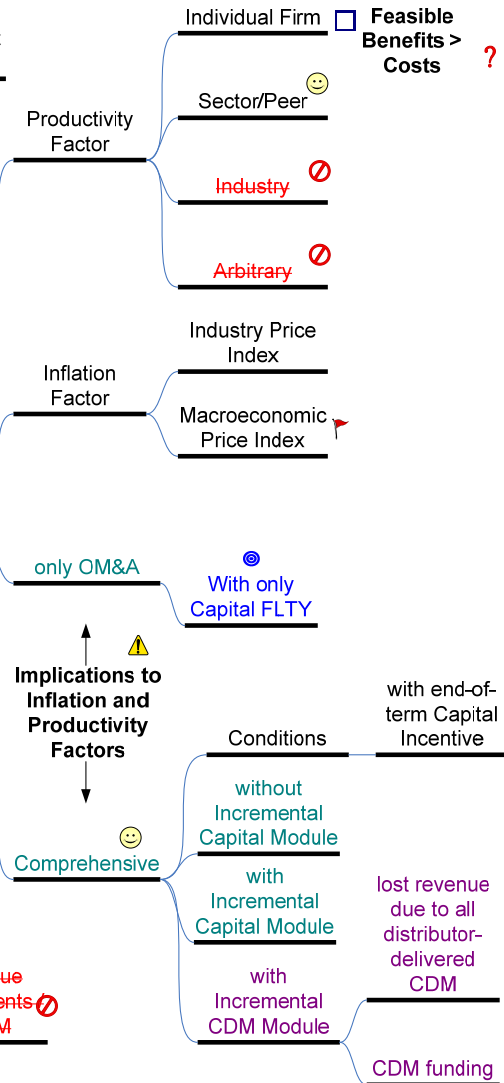 Individual Firm
Feasible
Benefits >
Costs
?
Sector/Peer
Productivity
Factor
Industry
Arbitrary
Industry Price
Index
Inflation
Factor
Macroeconomic
Price Index
only OM&A
With only
Capital FLTY
Implications to
Inflation and
Productivity
Factors
with end-of-
term Capital
Incentive
Conditions
without
Incremental
Capital Module
Comprehensive
with
Incremental
Capital Module
lost revenue
due to all
distributor-
delivered
CDM
with
Incremental
CDM Module
CDM funding